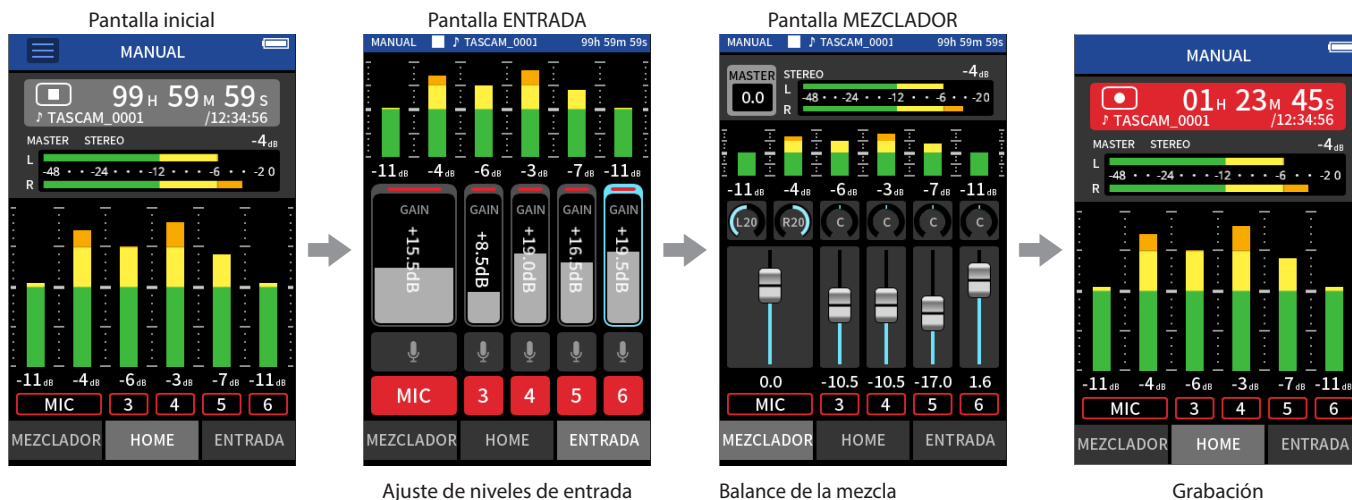 Pantalla inicial
MANUAL
99H 59M 59s
♪ TASCAM_0001 /12:34:56
MASTER STEREO -4dB
L
-48 · · -24 · · · -12 · · · -6 · · -2 0
R
-11dB -4dB -6dB -3dB -7dB -11dB
MIC 3 4 5 6
MEZCLADOR HOME ENTRADA
Pantalla ENTRADA
MANUAL ♪ TASCAM_0001 99h 59m 59s
-11dB -4dB -6dB -3dB -7dB -11dB
GAIN GAIN GAIN GAIN GAIN
+15.5dB +8.5dB +19.0dB +16.5dB +19.5dB
MIC 3 4 5 6
MEZCLADOR HOME ENTRADA
Ajuste de niveles de entrada
Pantalla MEZCLADOR
MANUAL ♪ TASCAM_0001 99h 59m 59s
MASTER STEREO -4dB
0.0
L
-48 · · -24 · · · -12 · · · -6 · · -20
R
-11dB -4dB -6dB -3dB -7dB -11dB
L20 R20 C C C C
0.0 -10.5 -10.5 -17.0 1.6
MIC 3 4 5 6
MEZCLADOR HOME ENTRADA
Balance de la mezcla
MANUAL
01H 23M 45s
♪ TASCAM_0001 /12:34:56
MASTER STEREO -4dB
L
-48 · · -24 · · · -12 · · · -6 · · -2 0
R
-11dB -4dB -6dB -3dB -7dB -11dB
MIC 3 4 5 6
MEZCLADOR HOME ENTRADA
Grabación